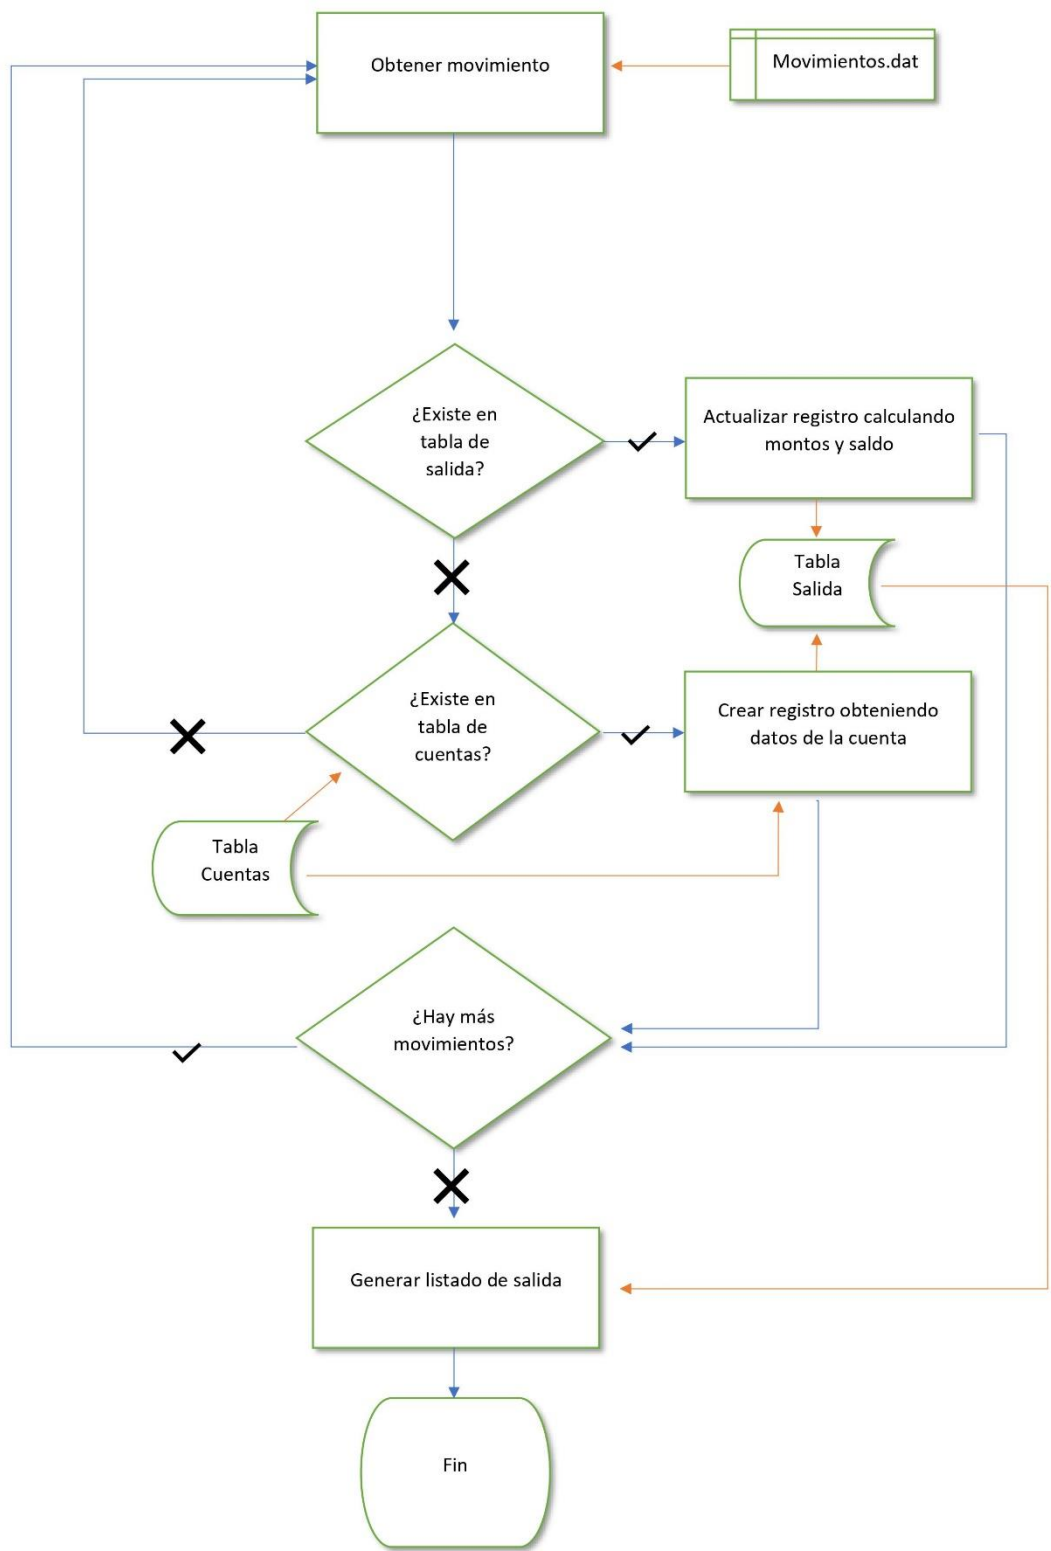 Obtener movimiento
Movimientos.dat
¿Existe en
tabla de
salida?
Actualizar registro calculando
montos y saldo
Tabla
Salida
¿Existe en
tabla de
cuentas?
Crear registro obteniendo
datos de la cuenta
Tabla
Cuentas
¿Hay más
movimientos?
Generar listado de salida
Fin